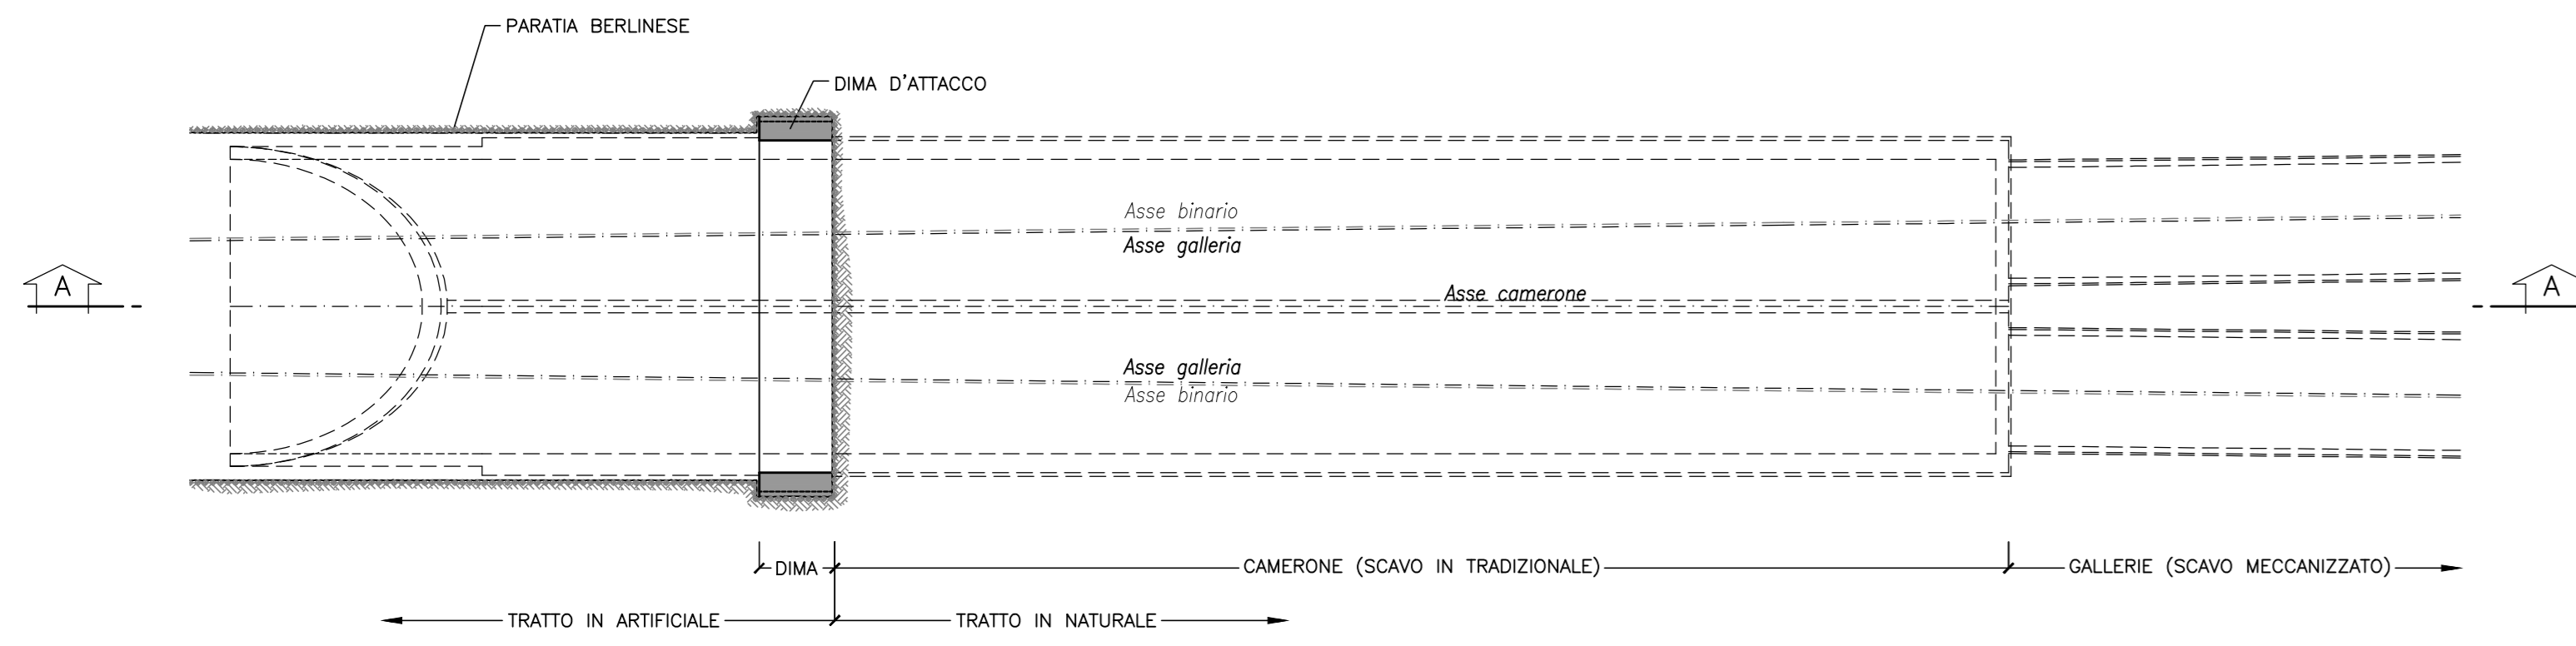 PARATIA BERLINESE
DIMA D'ATTACCO
Asse binario
Asse galleria
A
A
Asse camerone
Asse galleria
Asse binario
DIMA
CAMERONE (SCAVO IN TRADIZIONALE)
GALLERIE (SCAVO MECCANIZZATO)
TRATTO IN ARTIFICIALE
TRATTO IN NATURALE